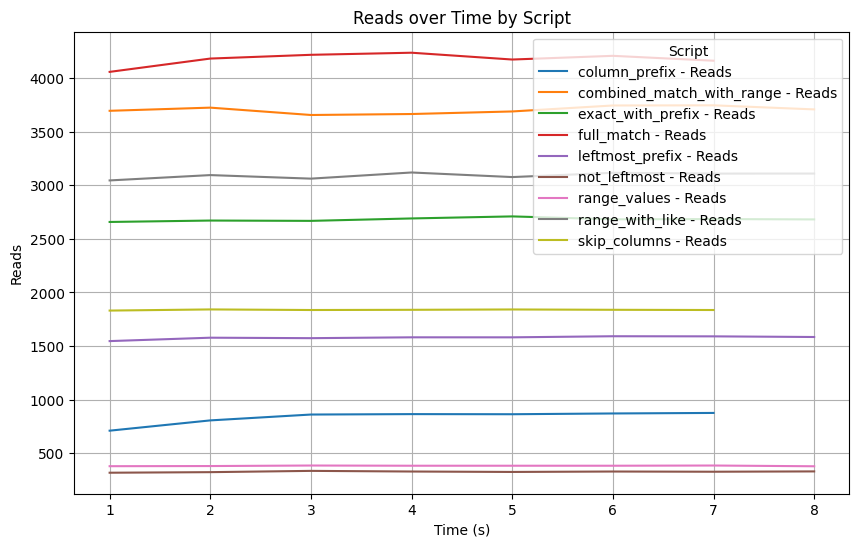 Reads over Time by Script
Reads
4000
3500
3000
2500
2000
1500
1000
500
Script
column_prefix - Reads
combined_match_with_range - Reads
exact_with_prefix - Reads
full_match - Reads
leftmost_prefix - Reads
not_leftmost - Reads
range_values - Reads
range_with_like - Reads
skip_columns - Reads
1 2 3 4 5 6 7 8
Time (s)